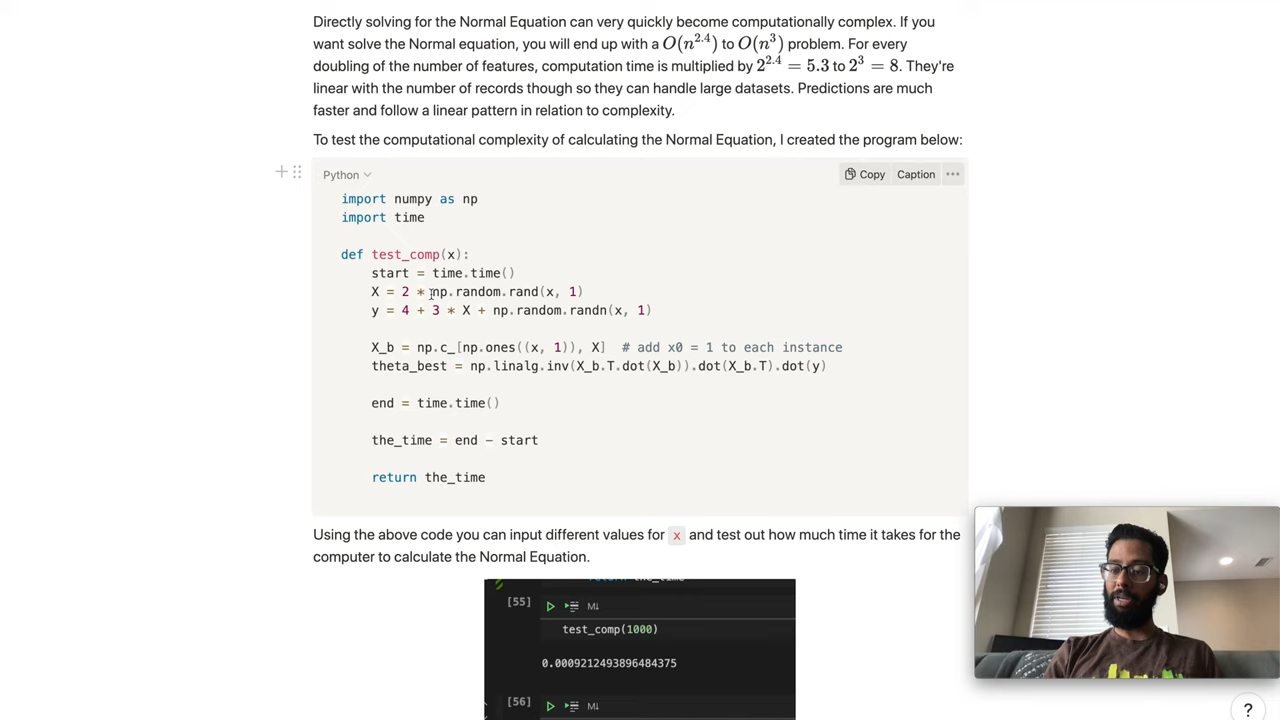 Directly solving for the Normal Equation can very quickly become computationally complex. If you
want solve the Normal equation, you will end up with a O(n^2.4) to O(n^3) problem. For every
doubling of the number of features, computation time is multiplied by 2^2.4 = 5.3 to 2^3 = 8. They're
linear with the number of records though so they can handle large datasets. Predictions are much
faster and follow a linear pattern in relation to complexity.
To test the computational complexity of calculating the Normal Equation, I created the program below:
Python
Copy Caption
import numpy as np
import time
def test_comp(x):
start = time.time()
X = 2 * np.random.rand(x, 1)
y = 4 + 3 * X + np.random.randn(x, 1)
X_b = np.c_[np.ones((x, 1)), X] # add x0 = 1 to each instance
theta_best = np.linalg.inv(X_b.T.dot(X_b)).dot(X_b.T).dot(y)
end = time.time()
the_time = end - start
return the_time
Using the above code you can input different values for x and test out how much time it takes for the
computer to calculate the Normal Equation.
return the_time
[55]
M↓
test_comp(1000)
0.0009212493896484375
[56]
M↓
?